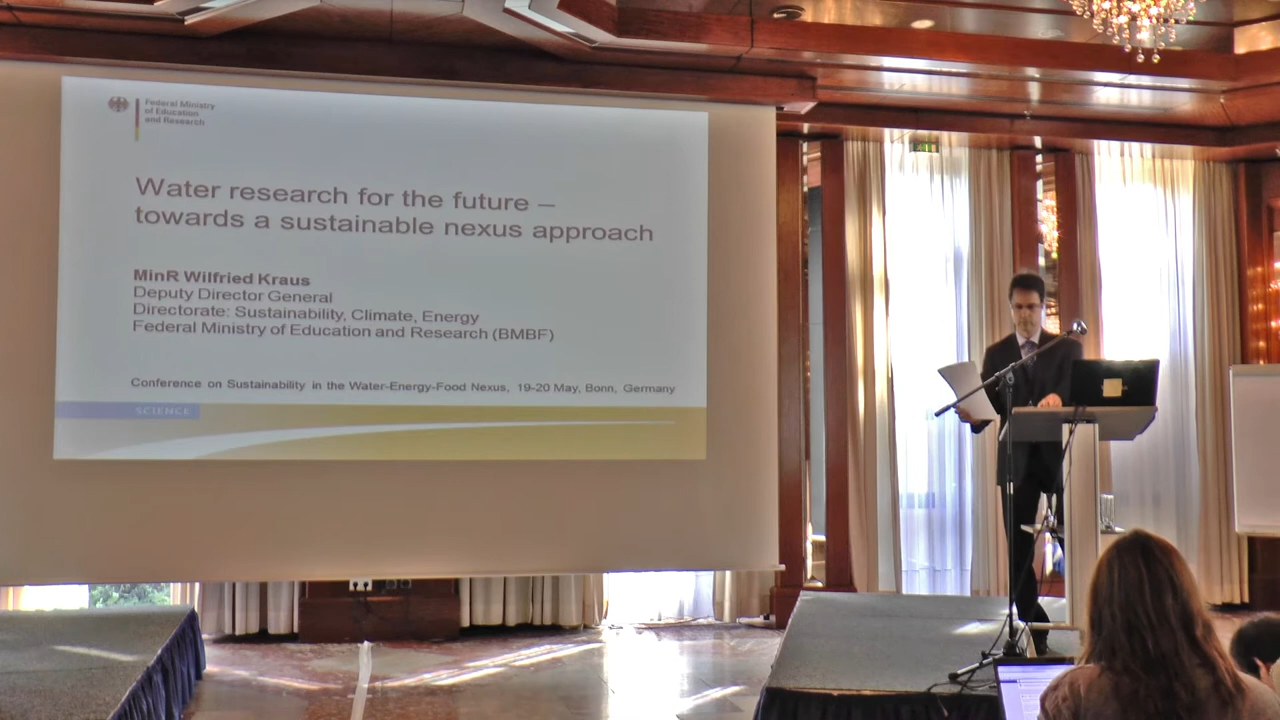 Federal Ministry
of Education
and Research
Water research for the future –
towards a sustainable nexus approach
MinR Wilfried Kraus
Deputy Director General
Directorate: Sustainability, Climate, Energy
Federal Ministry of Education and Research (BMBF)
Conference on Sustainability in the Water-Energy-Food Nexus, 19-20 May, Bonn, Germany
SCIENCE